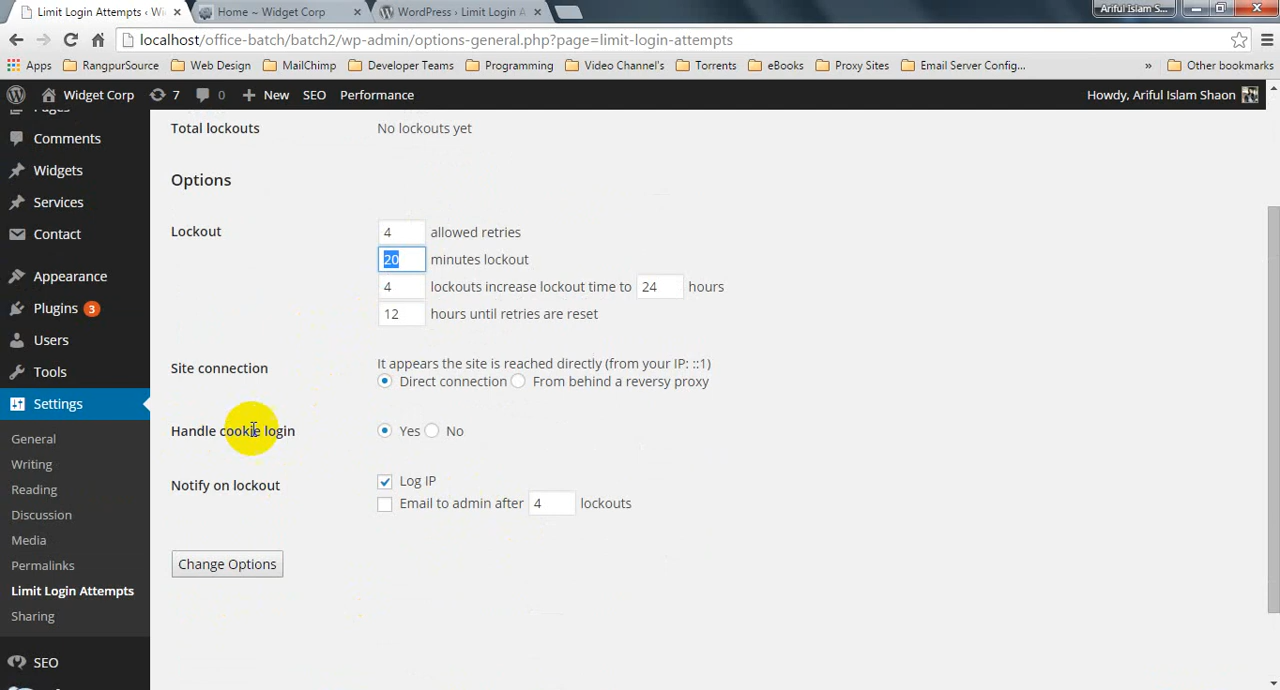 Limit Login Attempts ‹ Wi
Home ~ Widget Corp
WordPress › Limit Login A
Ariful Islam S...
localhost/office-batch/batch2/wp-admin/options-general.php?page=limit-login-attempts
Apps RangpurSource Web Design MailChimp Developer Teams Programming Video Channel's Torrents eBooks Proxy Sites Email Server Config... » Other bookmarks
Widget Corp 7 0 New SEO Performance Howdy, Ariful Islam Shaon
Pages
Comments
Widgets
Services
Contact
Appearance
Plugins 3
Users
Tools
Settings
General
Writing
Reading
Discussion
Media
Permalinks
Limit Login Attempts
Sharing
SEO
Total lockouts No lockouts yet
Options
Lockout 4 allowed retries
20 minutes lockout
4 lockouts increase lockout time to 24 hours
12 hours until retries are reset
Site connection It appears the site is reached directly (from your IP: ::1)
Direct connection From behind a reversy proxy
Handle cookie login Yes No
Notify on lockout Log IP
Email to admin after 4 lockouts
Change Options